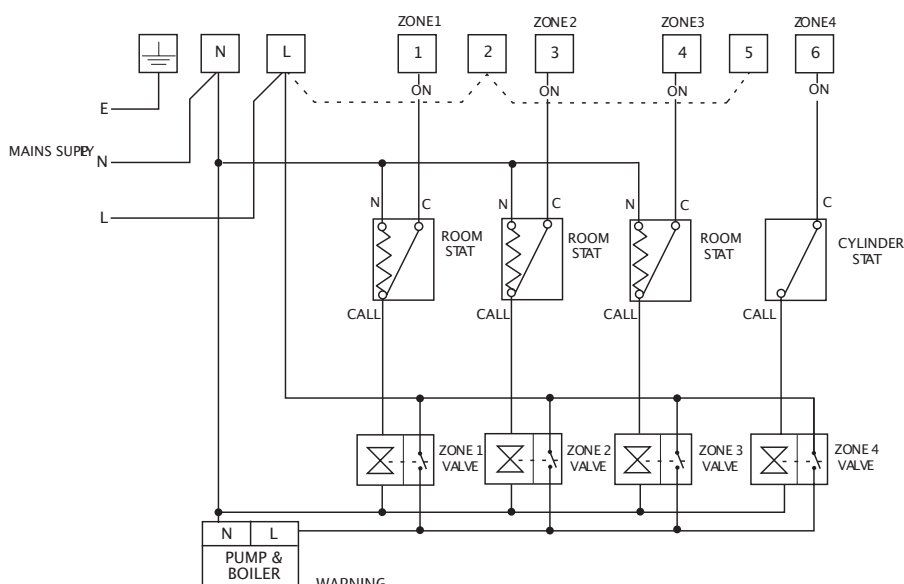 ZONE1
ZONE2
ZONE3
ZONE4
N
L
1
2
3
4
5
6
ON
ON
ON
ON
E
MAINS SUPPLY
N
L
N
C
N
C
N
C
C
ROOM
STAT
ROOM
STAT
ROOM
STAT
CYLINDER
STAT
CALL
CALL
CALL
CALL
ZONE 1
VALVE
ZONE 2
VALVE
ZONE 3
VALVE
ZONE 4
VALVE
N
L
PUMP &
BOILER
WARNING